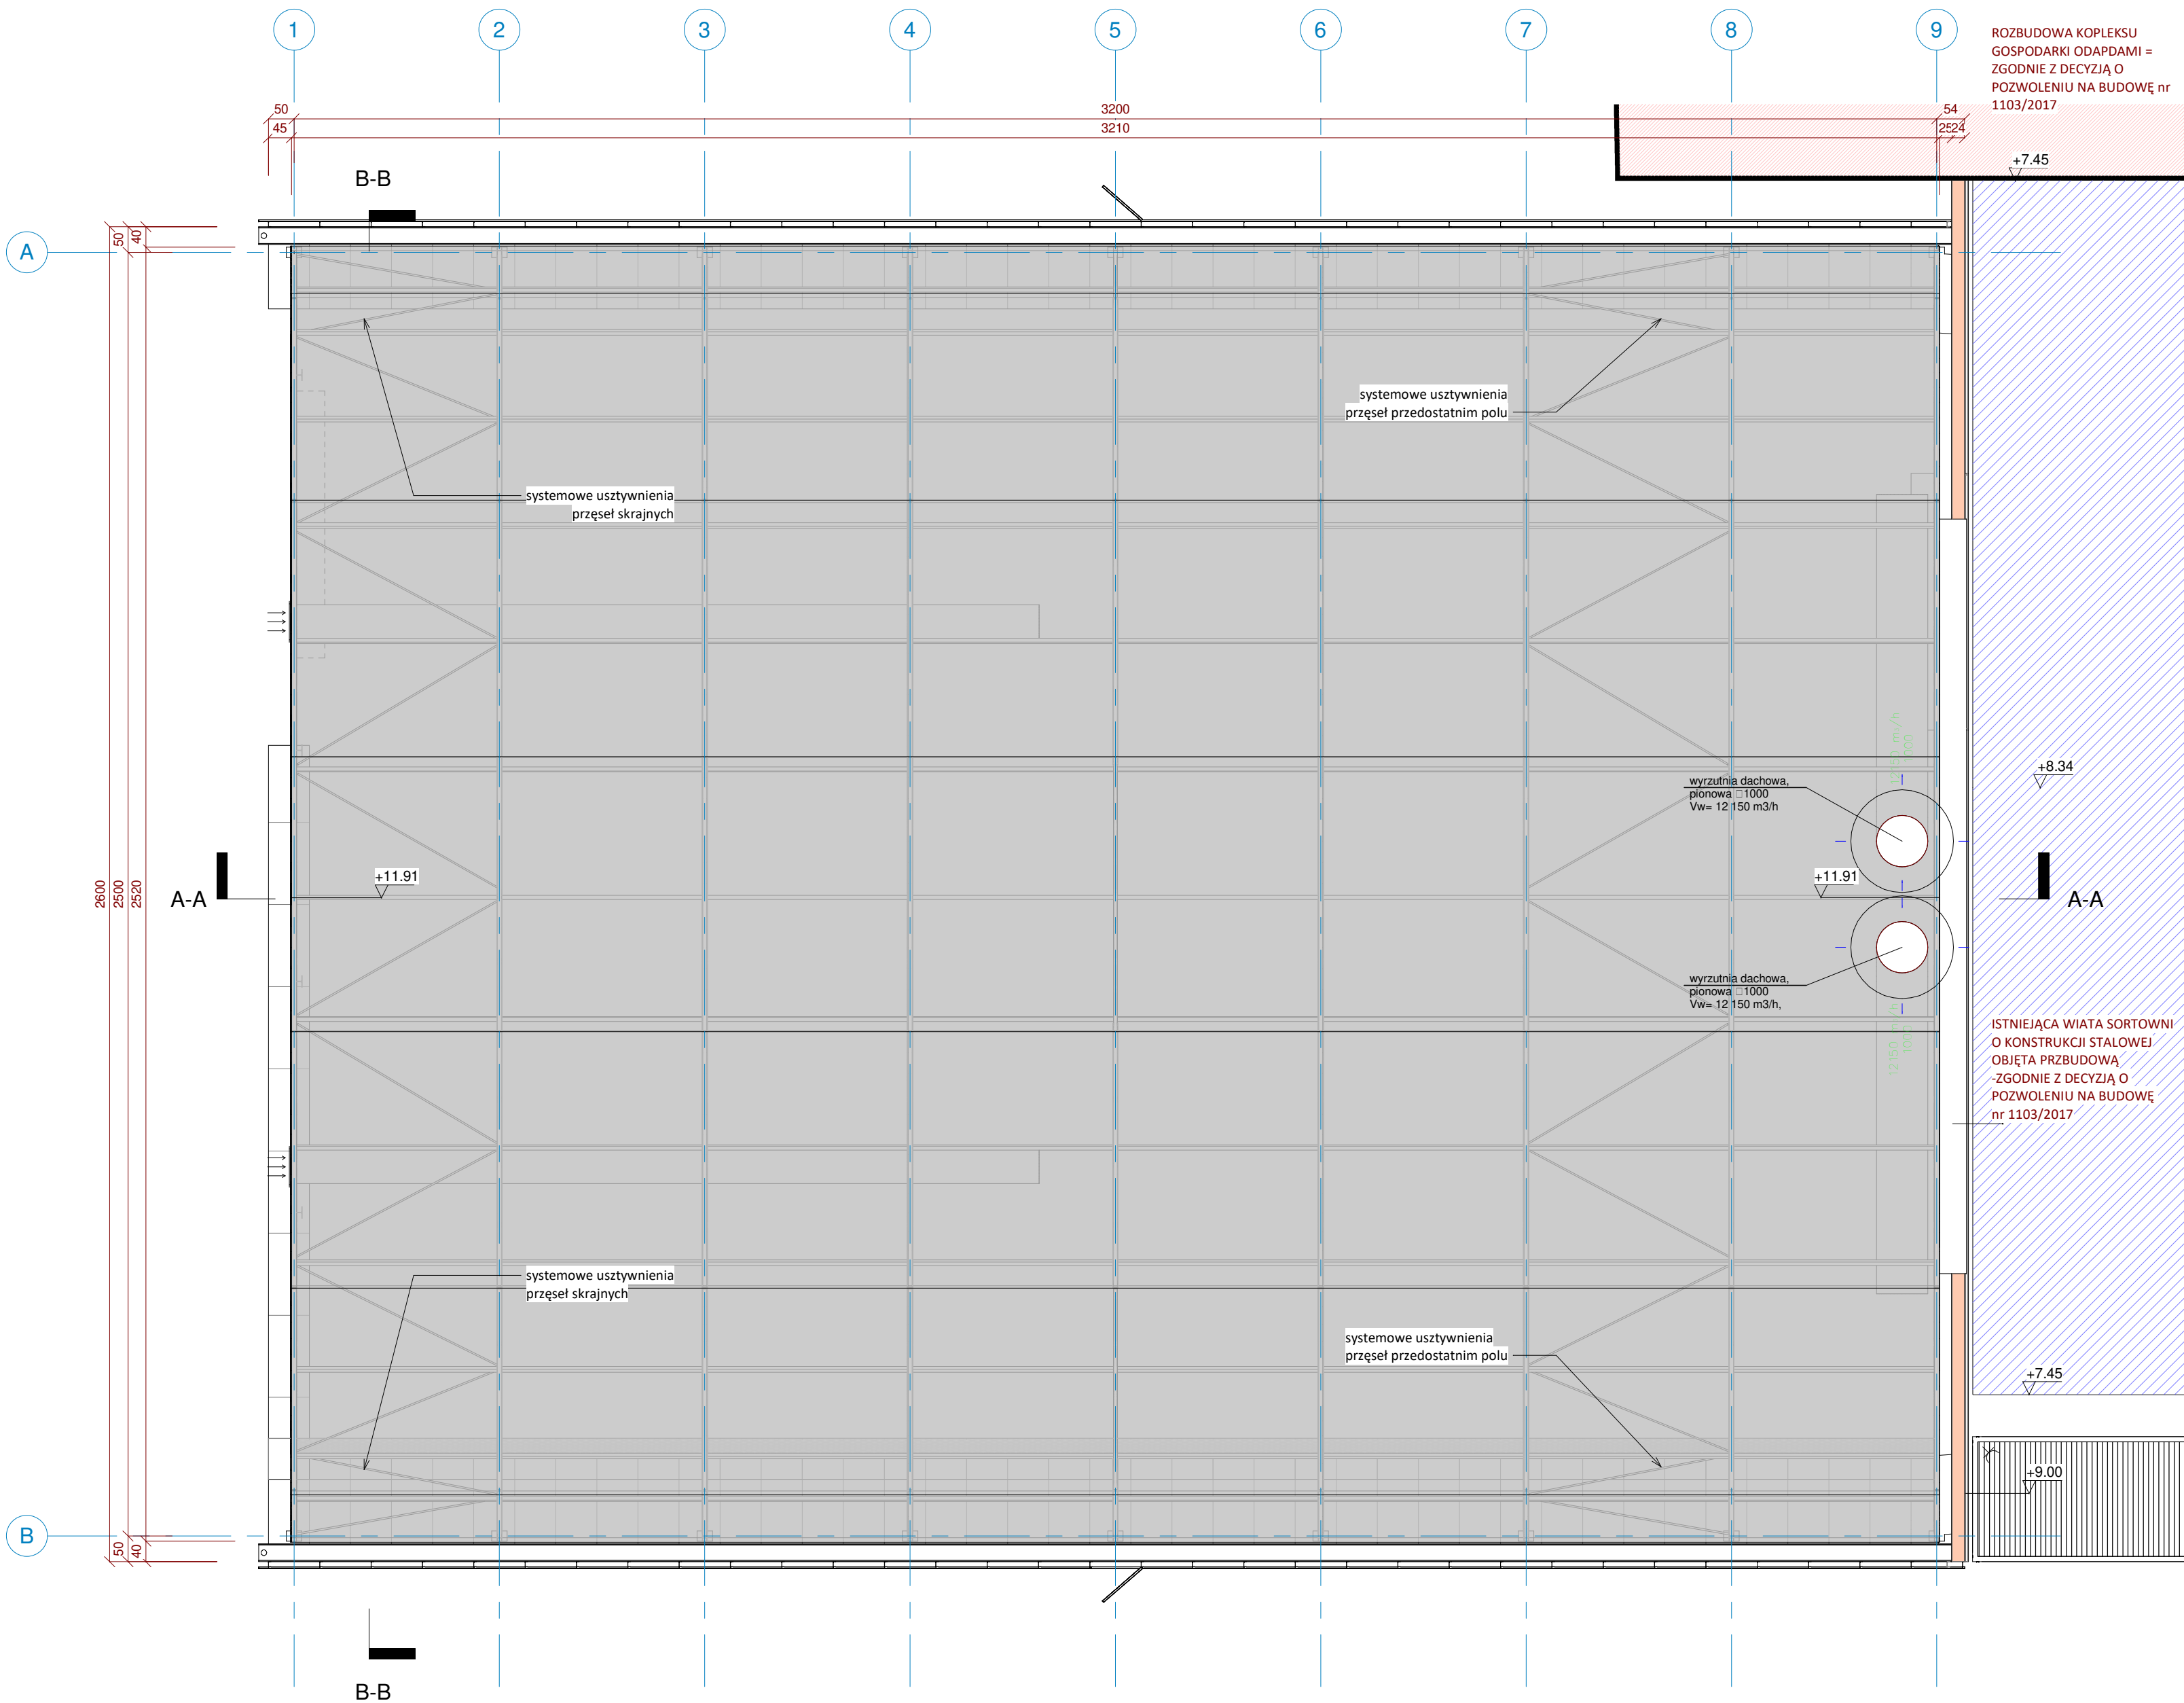 1 2 3 4 5 6 7 8 9
ROZBUDOWA KOPLEKSU
GOSPODARKI ODAPDAMI =
ZGODNIE Z DECYZJĄ O
POZWOLENIU NA BUDOWĘ nr
1103/2017
50 3200 54
45 3210 25 24
+7.45
B-B
50 40
A
systemowe usztywnienia
przęseł przedostatnim polu
systemowe usztywnienia
przęseł skrajnych
+8.34
wyrzutnia dachowa,
pionowa □1000
Vw= 12 150 m3/h
+11.91
+11.91
A-A
A-A
2600
2500
2520
wyrzutnia dachowa,
pionowa □1000
Vw= 12 150 m3/h,
ISTNIEJĄCA WIATA SORTOWNI
O KONSTRUKCJI STALOWEJ
OBJĘTA PRZBUDOWĄ
-ZGODNIE Z DECYZJĄ O
POZWOLENIU NA BUDOWĘ
nr 1103/2017
systemowe usztywnienia
przęseł skrajnych
systemowe usztywnienia
przęseł przedostatnim polu
+7.45
+9.00
B
50 40
B-B